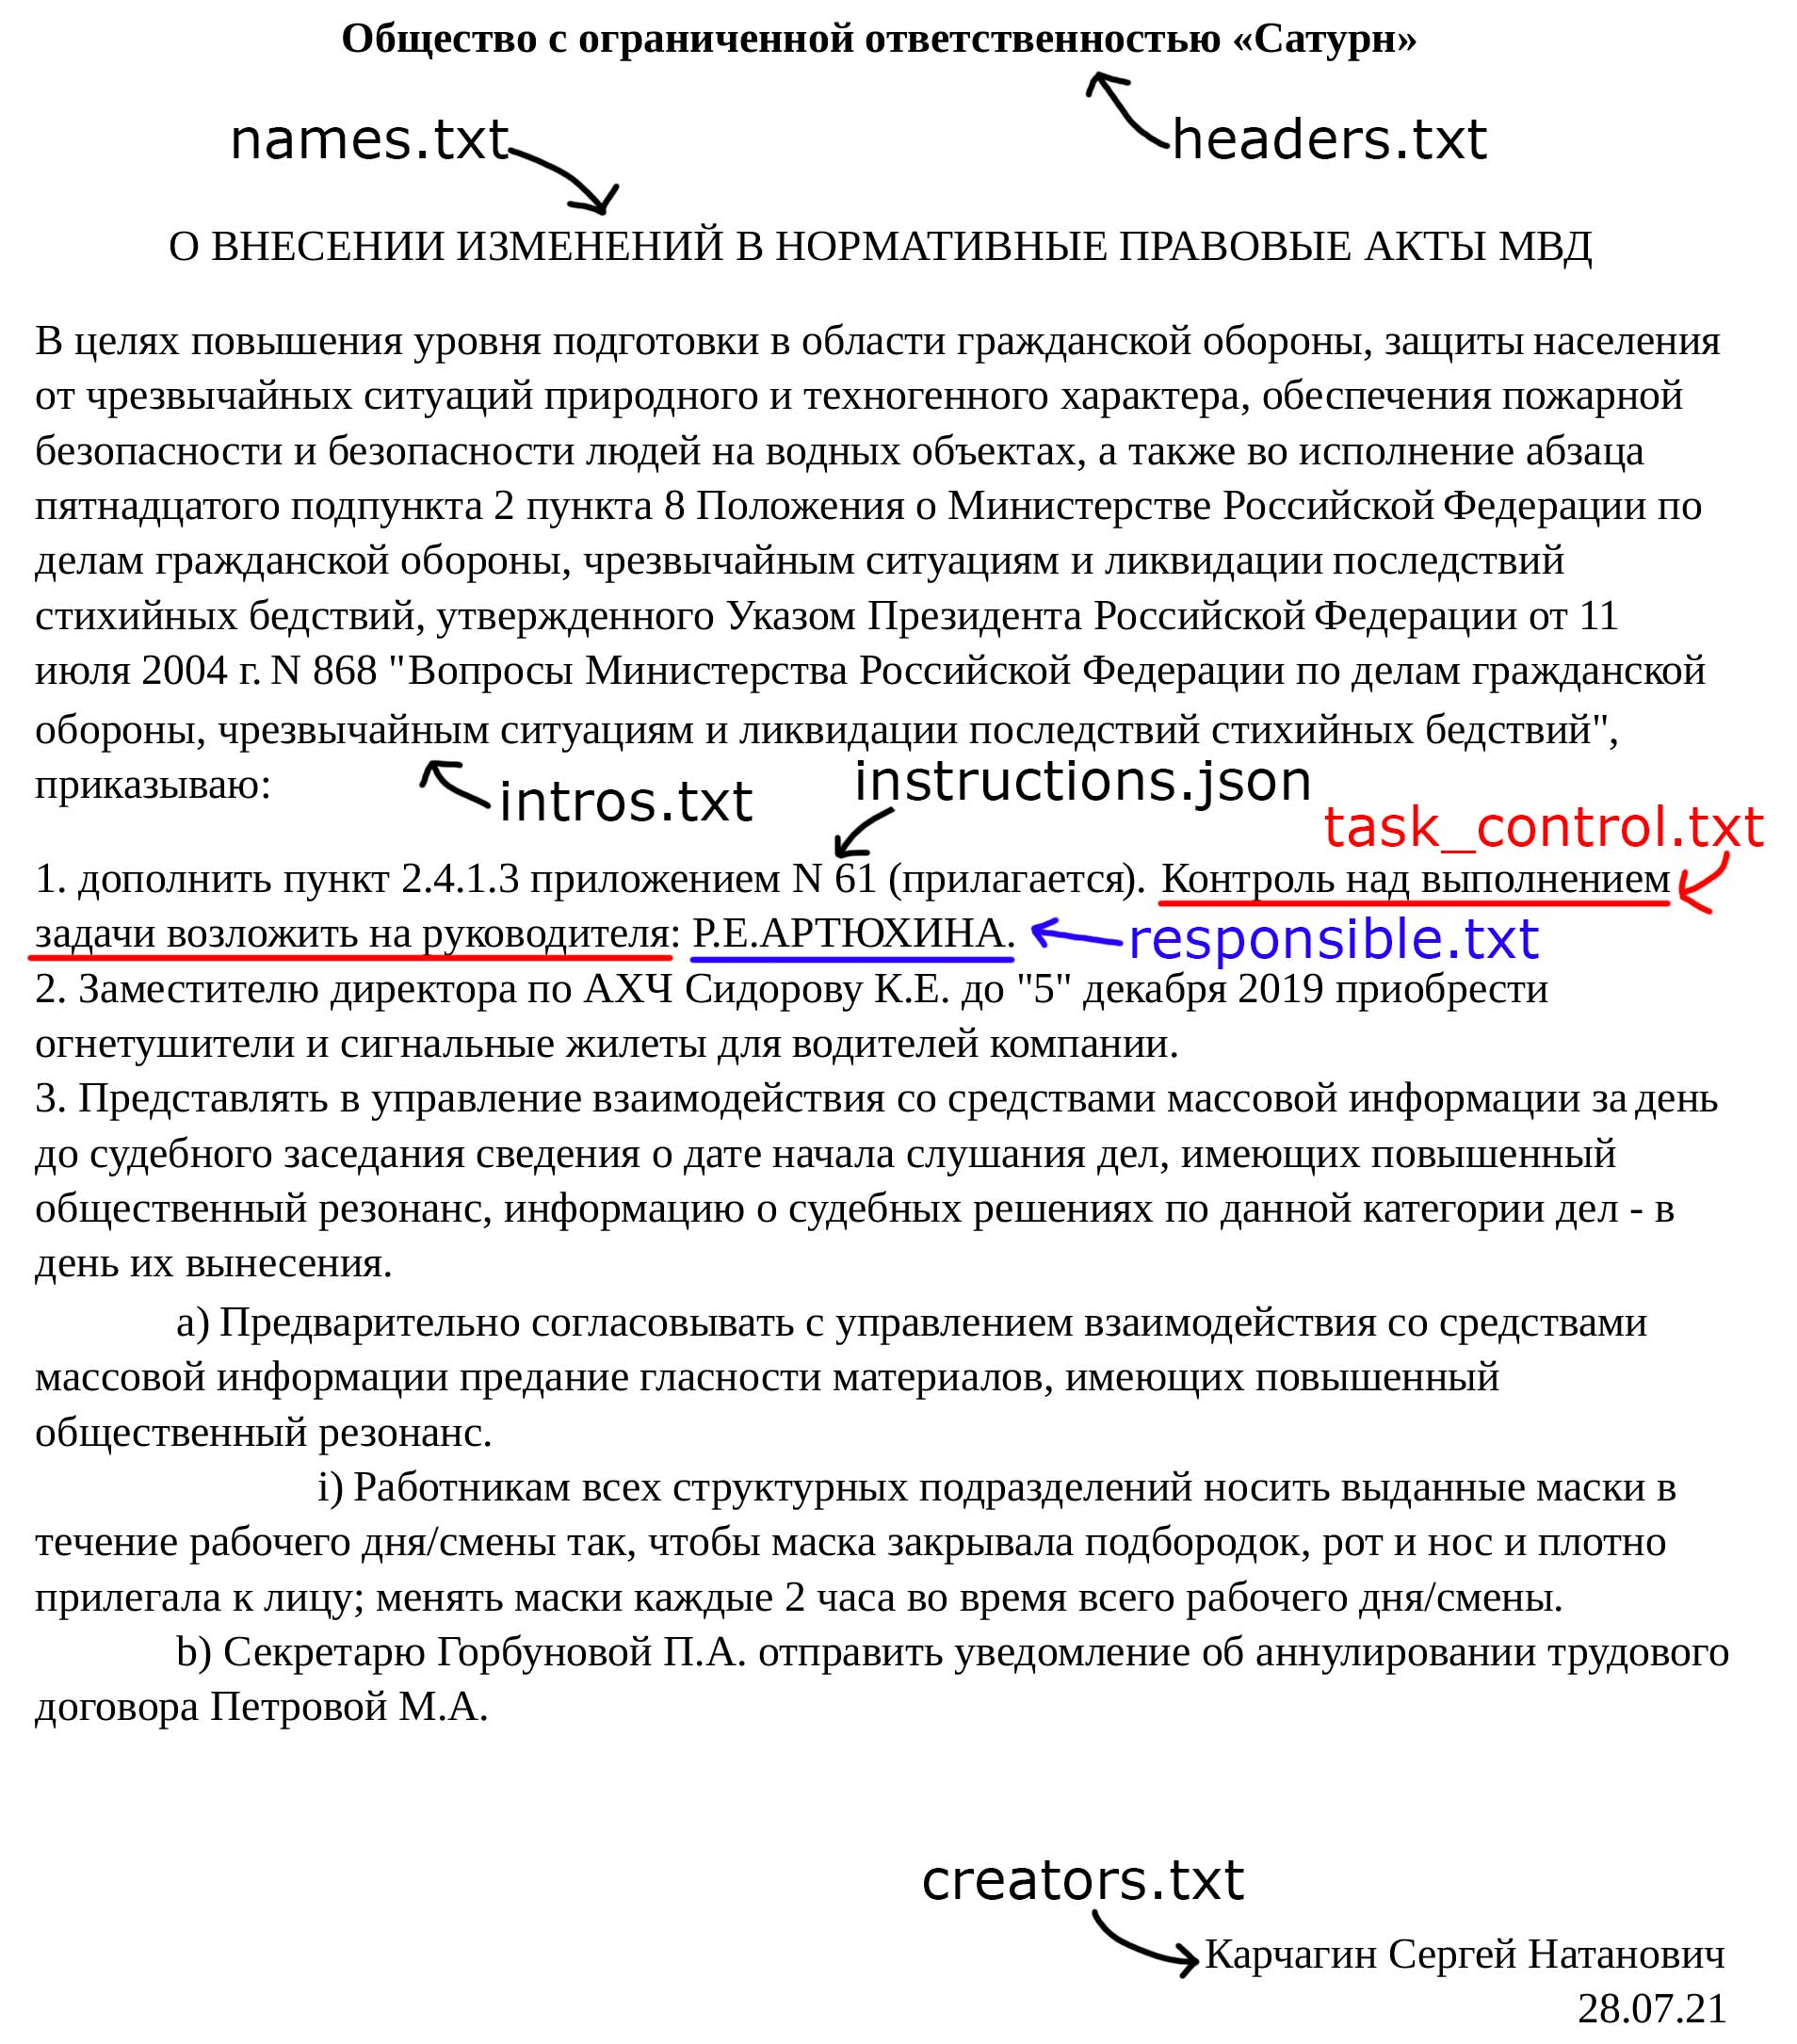 Общество с ограниченной ответственностью «Сатурн»
names.txt
headers.txt
О ВНЕСЕНИИ ИЗМЕНЕНИЙ В НОРМАТИВНЫЕ ПРАВОВЫЕ АКТЫ МВД
В целях повышения уровня подготовки в области гражданской обороны, защиты населения
от чрезвычайных ситуаций природного и техногенного характера, обеспечения пожарной
безопасности и безопасности людей на водных объектах, а также во исполнение абзаца
пятнадцатого подпункта 2 пункта 8 Положения о Министерстве Российской Федерации по
делам гражданской обороны, чрезвычайным ситуациям и ликвидации последствий
стихийных бедствий, утвержденного Указом Президента Российской Федерации от 11
июля 2004 г. N 868 "Вопросы Министерства Российской Федерации по делам гражданской
обороны, чрезвычайным ситуациям и ликвидации последствий стихийных бедствий",
приказываю:
intros.txt
instructions.json
task_control.txt
1. дополнить пункт 2.4.1.3 приложением N 61 (прилагается). Контроль над выполнением
задачи возложить на руководителя: Р.Е.АРТЮХИНА.
responsible.txt
2. Заместителю директора по АХЧ Сидорову К.Е. до "5" декабря 2019 приобрести
огнетушители и сигнальные жилеты для водителей компании.
3. Представлять в управление взаимодействия со средствами массовой информации за день
до судебного заседания сведения о дате начала слушания дел, имеющих повышенный
общественный резонанс, информацию о судебных решениях по данной категории дел - в
день их вынесения.
a) Предварительно согласовывать с управлением взаимодействия со средствами
массовой информации предание гласности материалов, имеющих повышенный
общественный резонанс.
i) Работникам всех структурных подразделений носить выданные маски в
течение рабочего дня/смены так, чтобы маска закрывала подбородок, рот и нос и плотно
прилегала к лицу; менять маски каждые 2 часа во время всего рабочего дня/смены.
b) Секретарю Горбуновой П.А. отправить уведомление об аннулировании трудового
договора Петровой М.А.
creators.txt
Карчагин Сергей Натанович
28.07.21